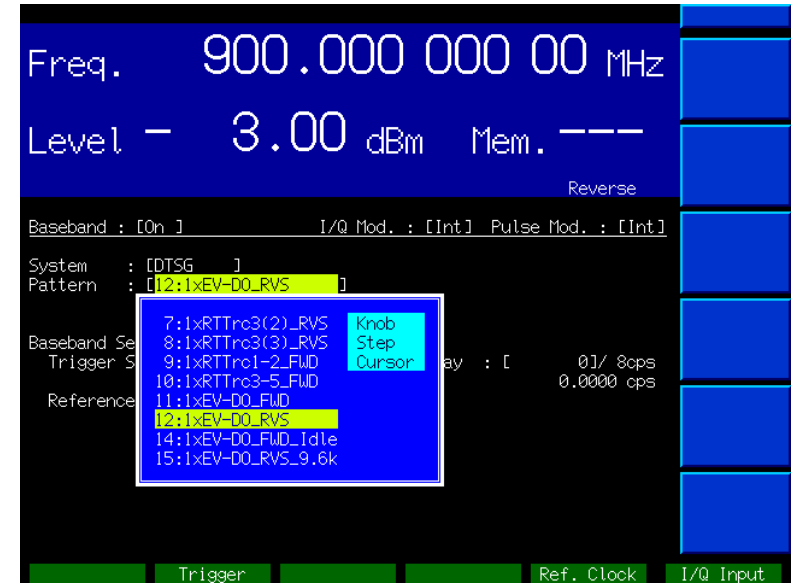 Freq. 900.000 000 00 MHz
Level - 3.00 dBm Mem. ---
Reverse
Baseband : [On ] I/Q Mod. : [Int] Pulse Mod. : [Int]
System : [DTSG ]
Pattern : [12:1xEV-DO_RVS ]
7:1xRTTrc3(2)_RVS Knob
Baseband Se 8:1xRTTrc3(3)_RVS Step
Trigger S 9:1xRTTrc1-2_FWD Cursor ay : [ 0]/ 8cps
10:1xRTTrc3-5_FWD 0.0000 cps
Reference 11:1xEV-DO_FWD
12:1xEV-DO_RVS
14:1xEV-DO_FWD_Idle
15:1xEV-DO_RVS_9.6k
Trigger Ref. Clock I/Q Input